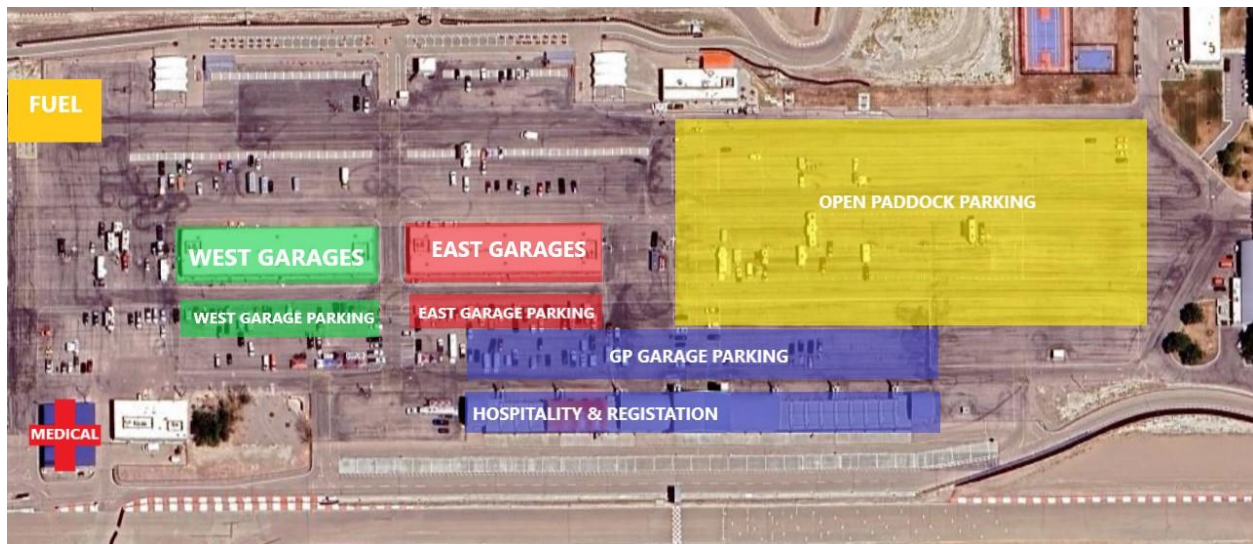 FUEL
OPEN PADDOCK PARKING
WEST GARAGES
EAST GARAGES
WEST GARAGE PARKING
EAST GARAGE PARKING
GP GARAGE PARKING
HOSPITALITY & REGISTATION
MEDICAL